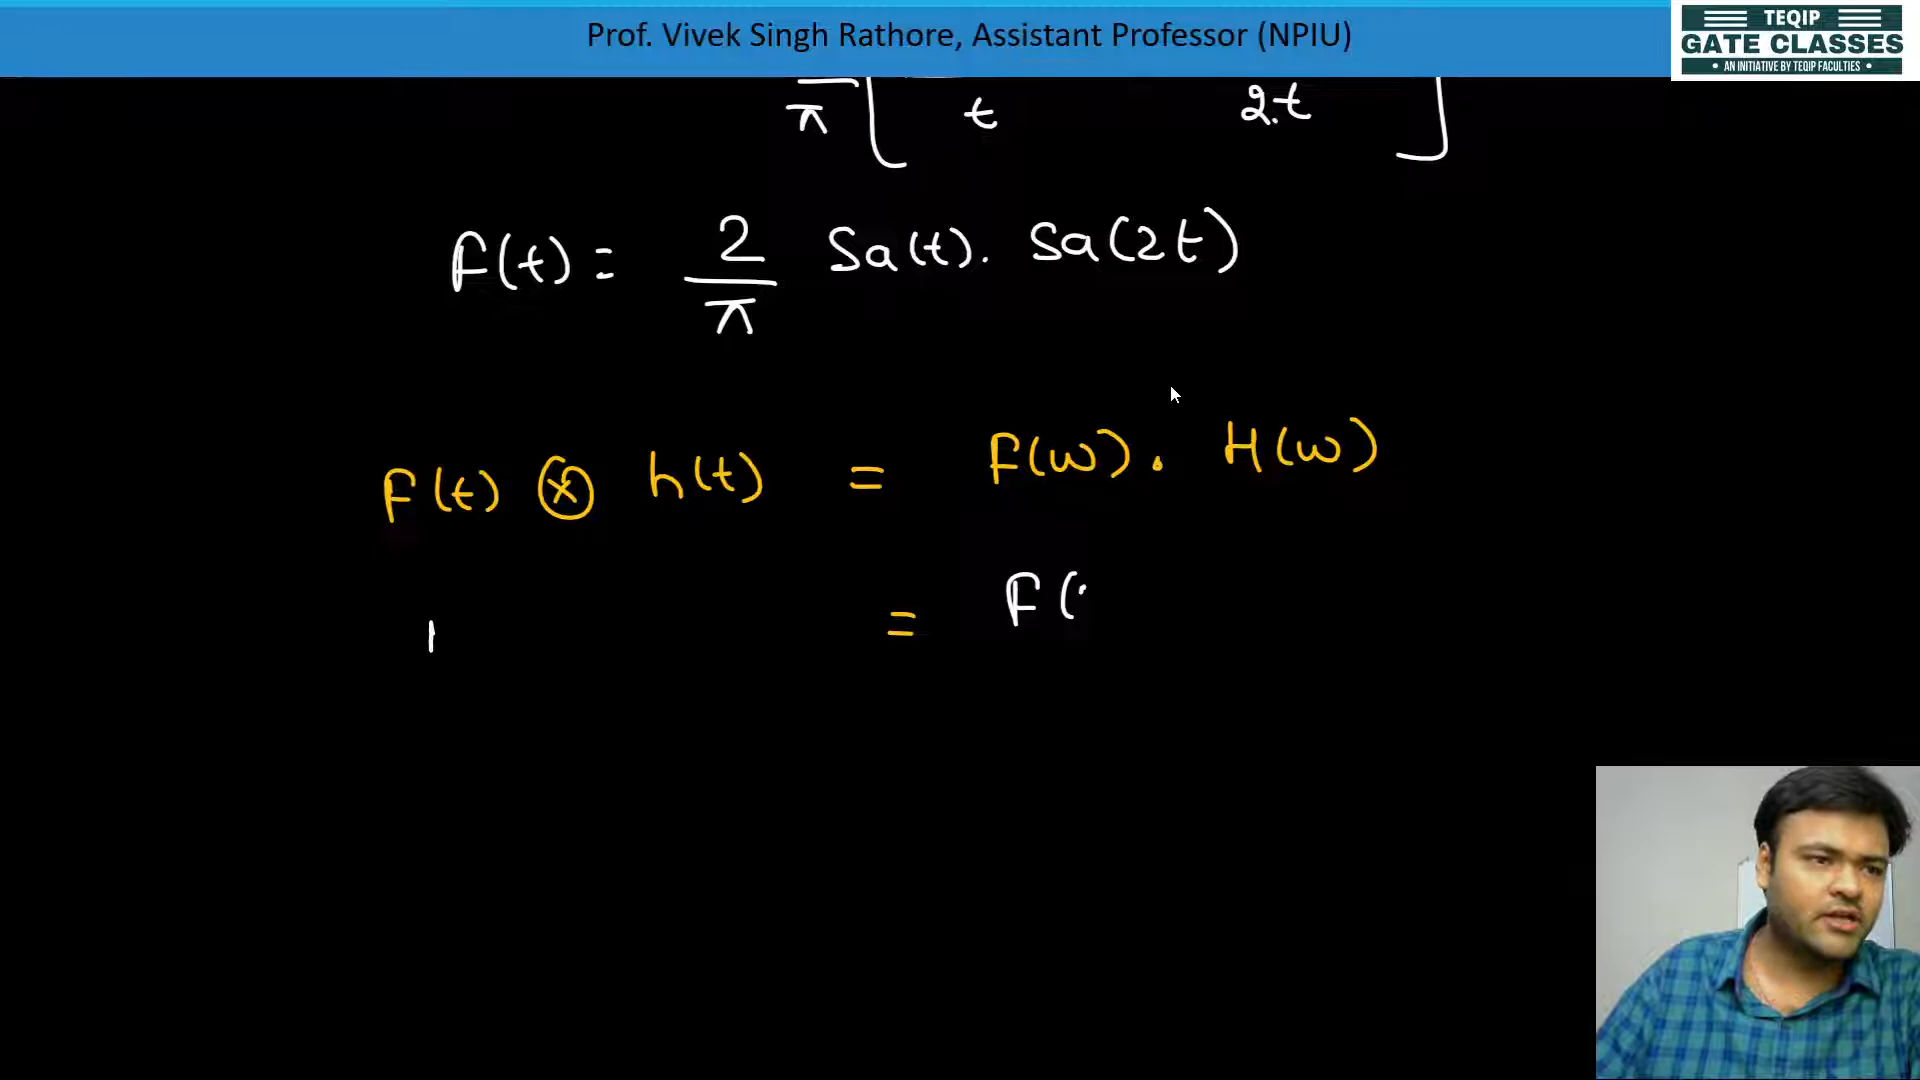 Prof. Vivek Singh Rathore, Assistant Professor (NPIU)
TEQIP
GATE CLASSES
• AN INITIATIVE BY TEQIP FACULTIES •
π [ t 2.t ]
F(t) = 2/π Sa(t). Sa(2t)
F(t) ⊗ h(t) = F(w). H(w)
= F(